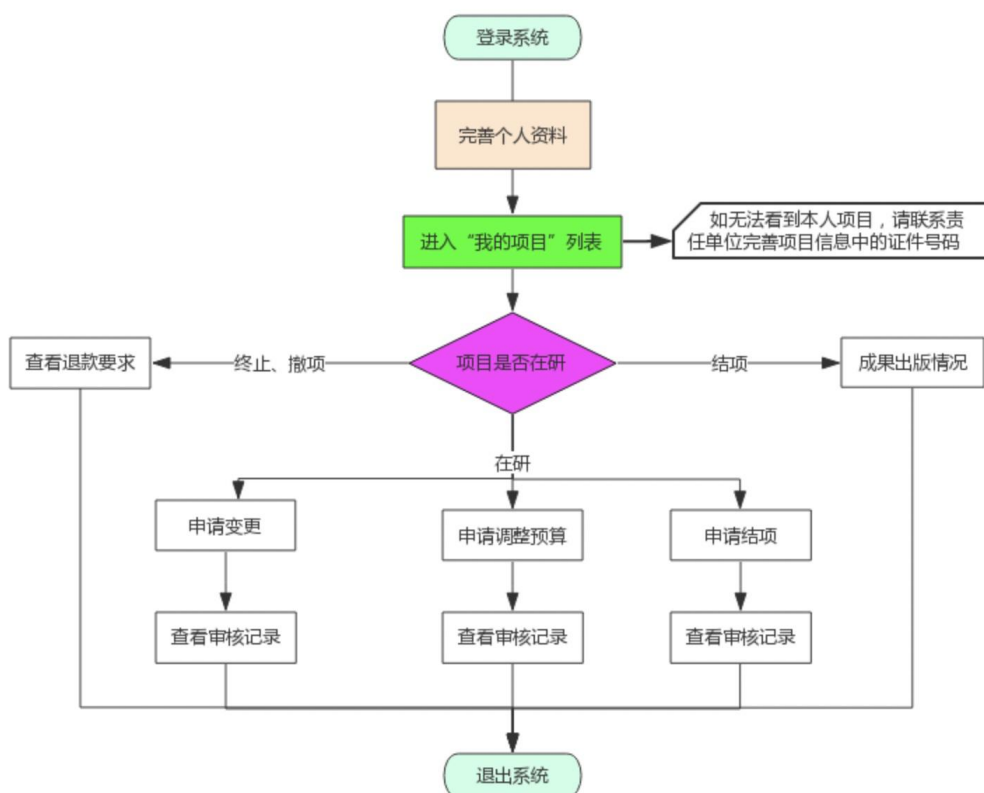 登录系统
完善个人资料
进入“我的项目”列表
如无法看到本人项目，请联系责
任单位完善项目信息中的证件号码
查看退款要求
终止、撤项
项目是否在研
结项
成果出版情况
在研
申请变更
申请调整预算
申请结项
查看审核记录
查看审核记录
查看审核记录
退出系统